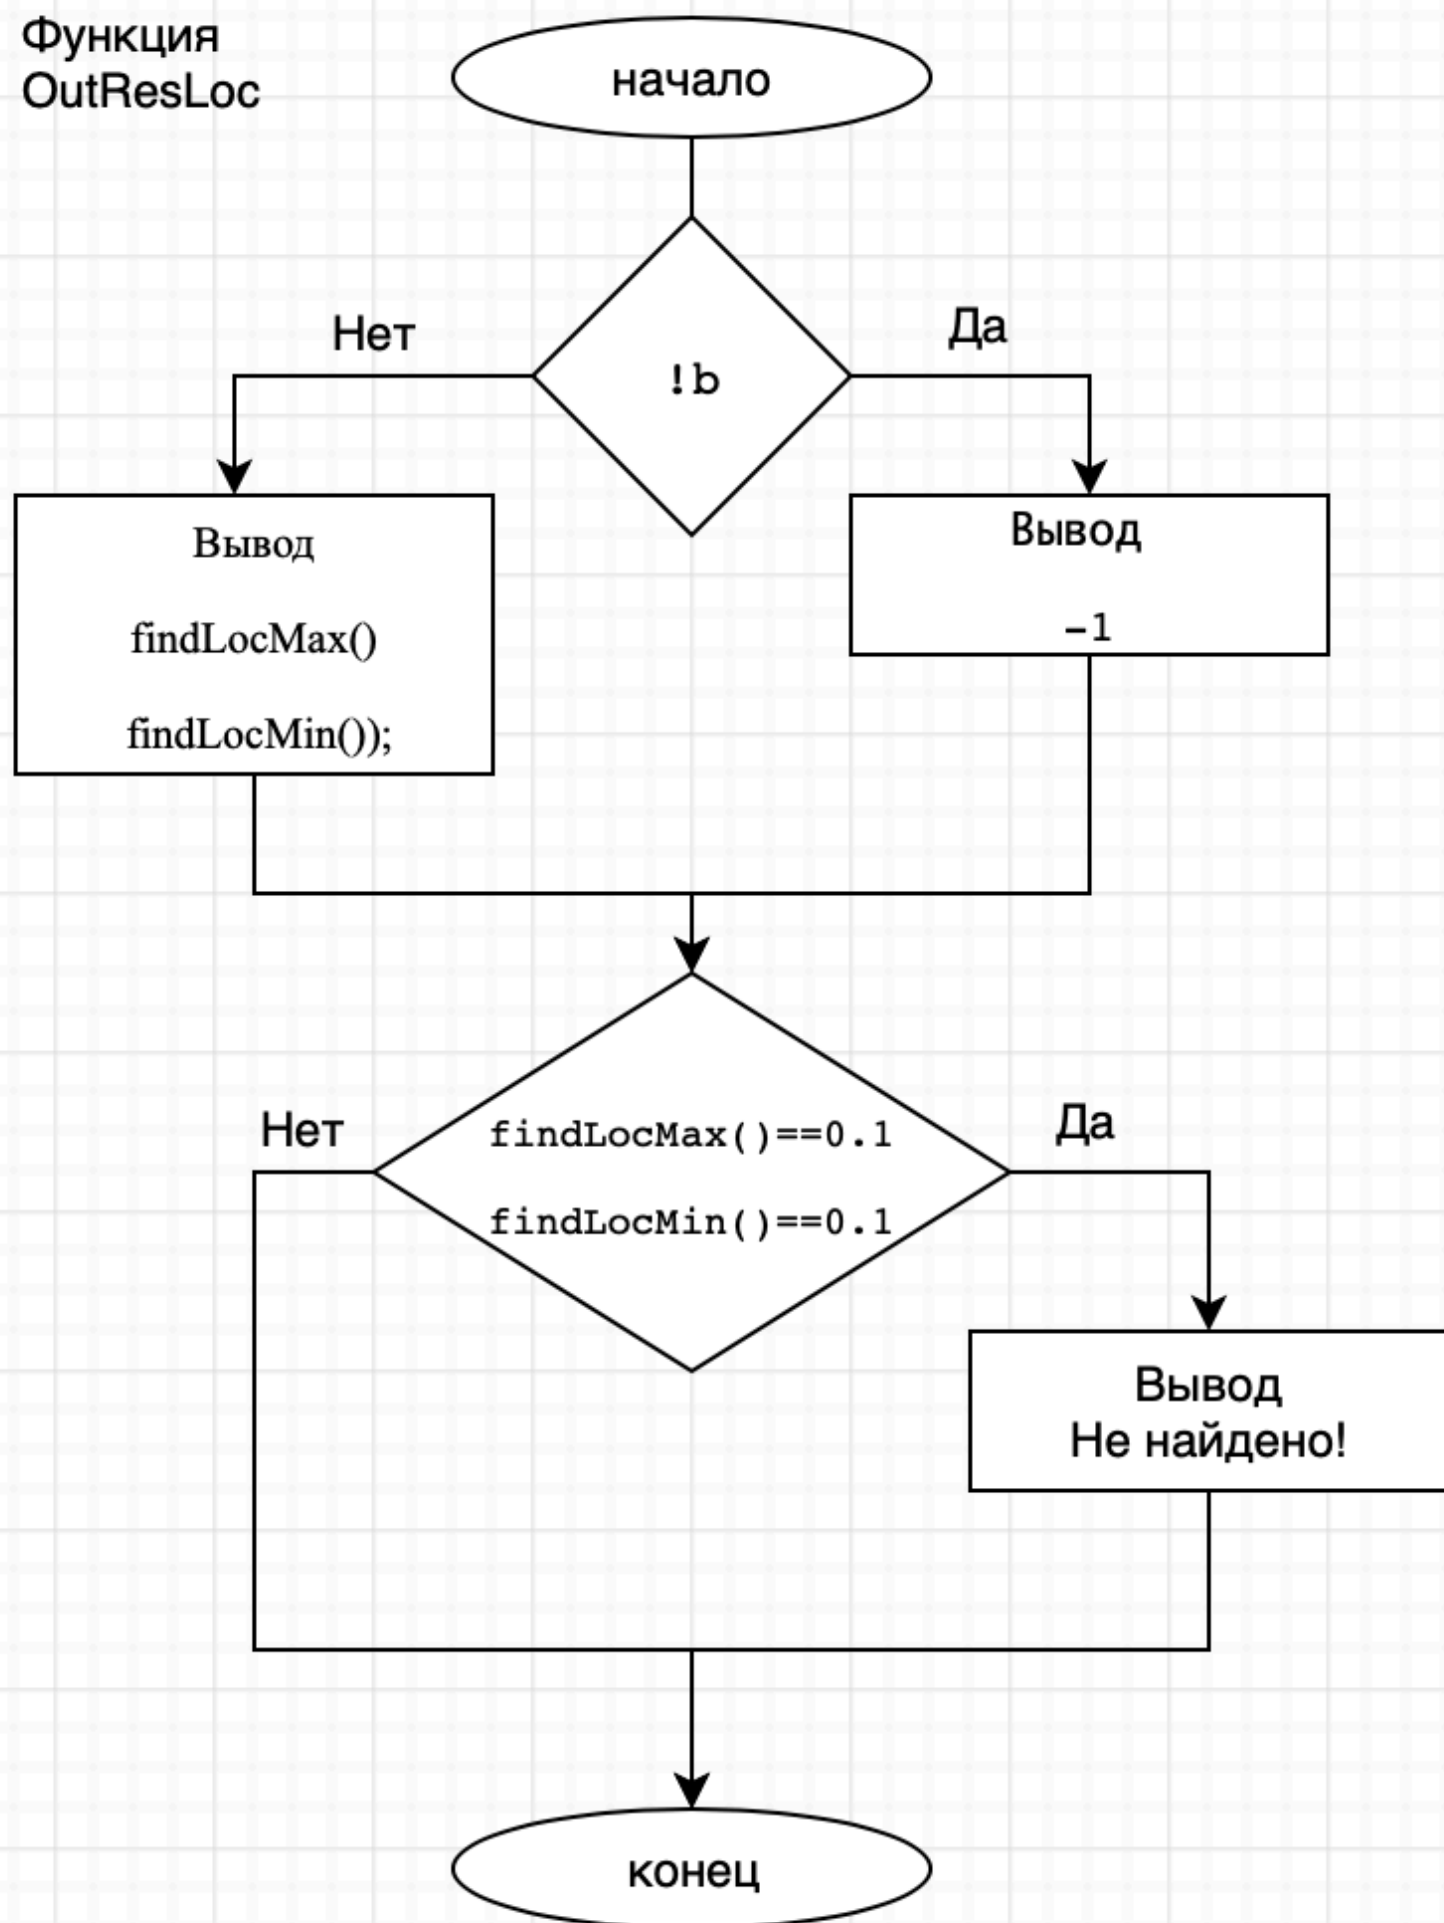 Функция
OutResLoc
начало
Нет
Да
!b
Вывод
findLocMax()
findLocMin());
Вывод
-1
Нет
Да
findLocMax()==0.1
findLocMin()==0.1
Вывод
Не найдено!
конец